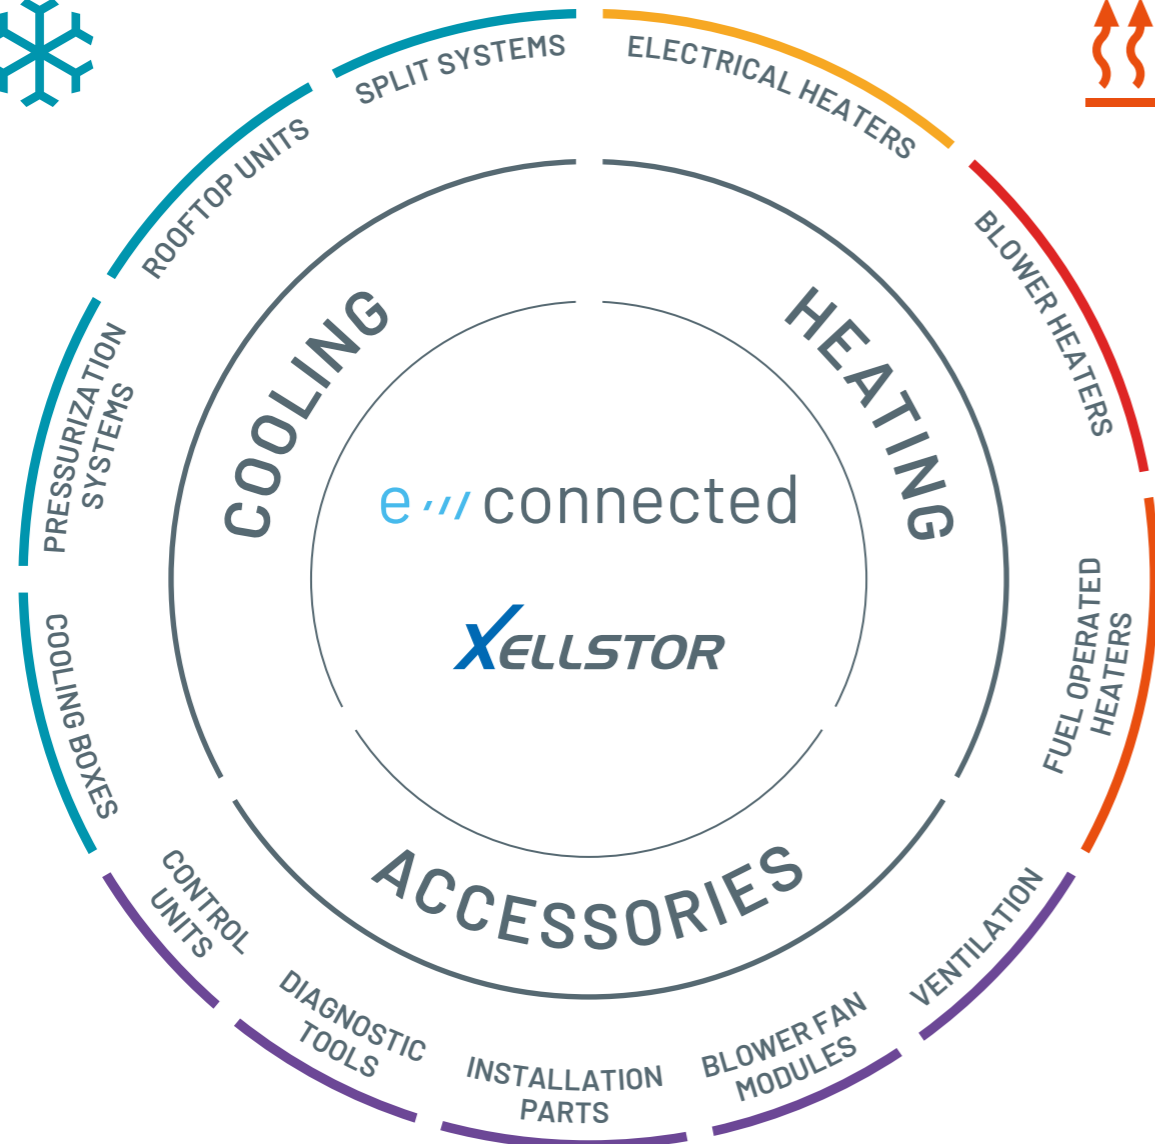 SPLIT SYSTEMS
ELECTRICAL HEATERS
ROOFTOP UNITS
BLOWER HEATERS
PRESSURIZATION
SYSTEMS
COOLING
HEATING
e connected
XELLSTOR
COOLING BOXES
FUEL OPERATED
HEATERS
ACCESSORIES
CONTROL
UNITS
DIAGNOSTIC
TOOLS
INSTALLATION
PARTS
BLOWER FAN
MODULES
VENTILATION